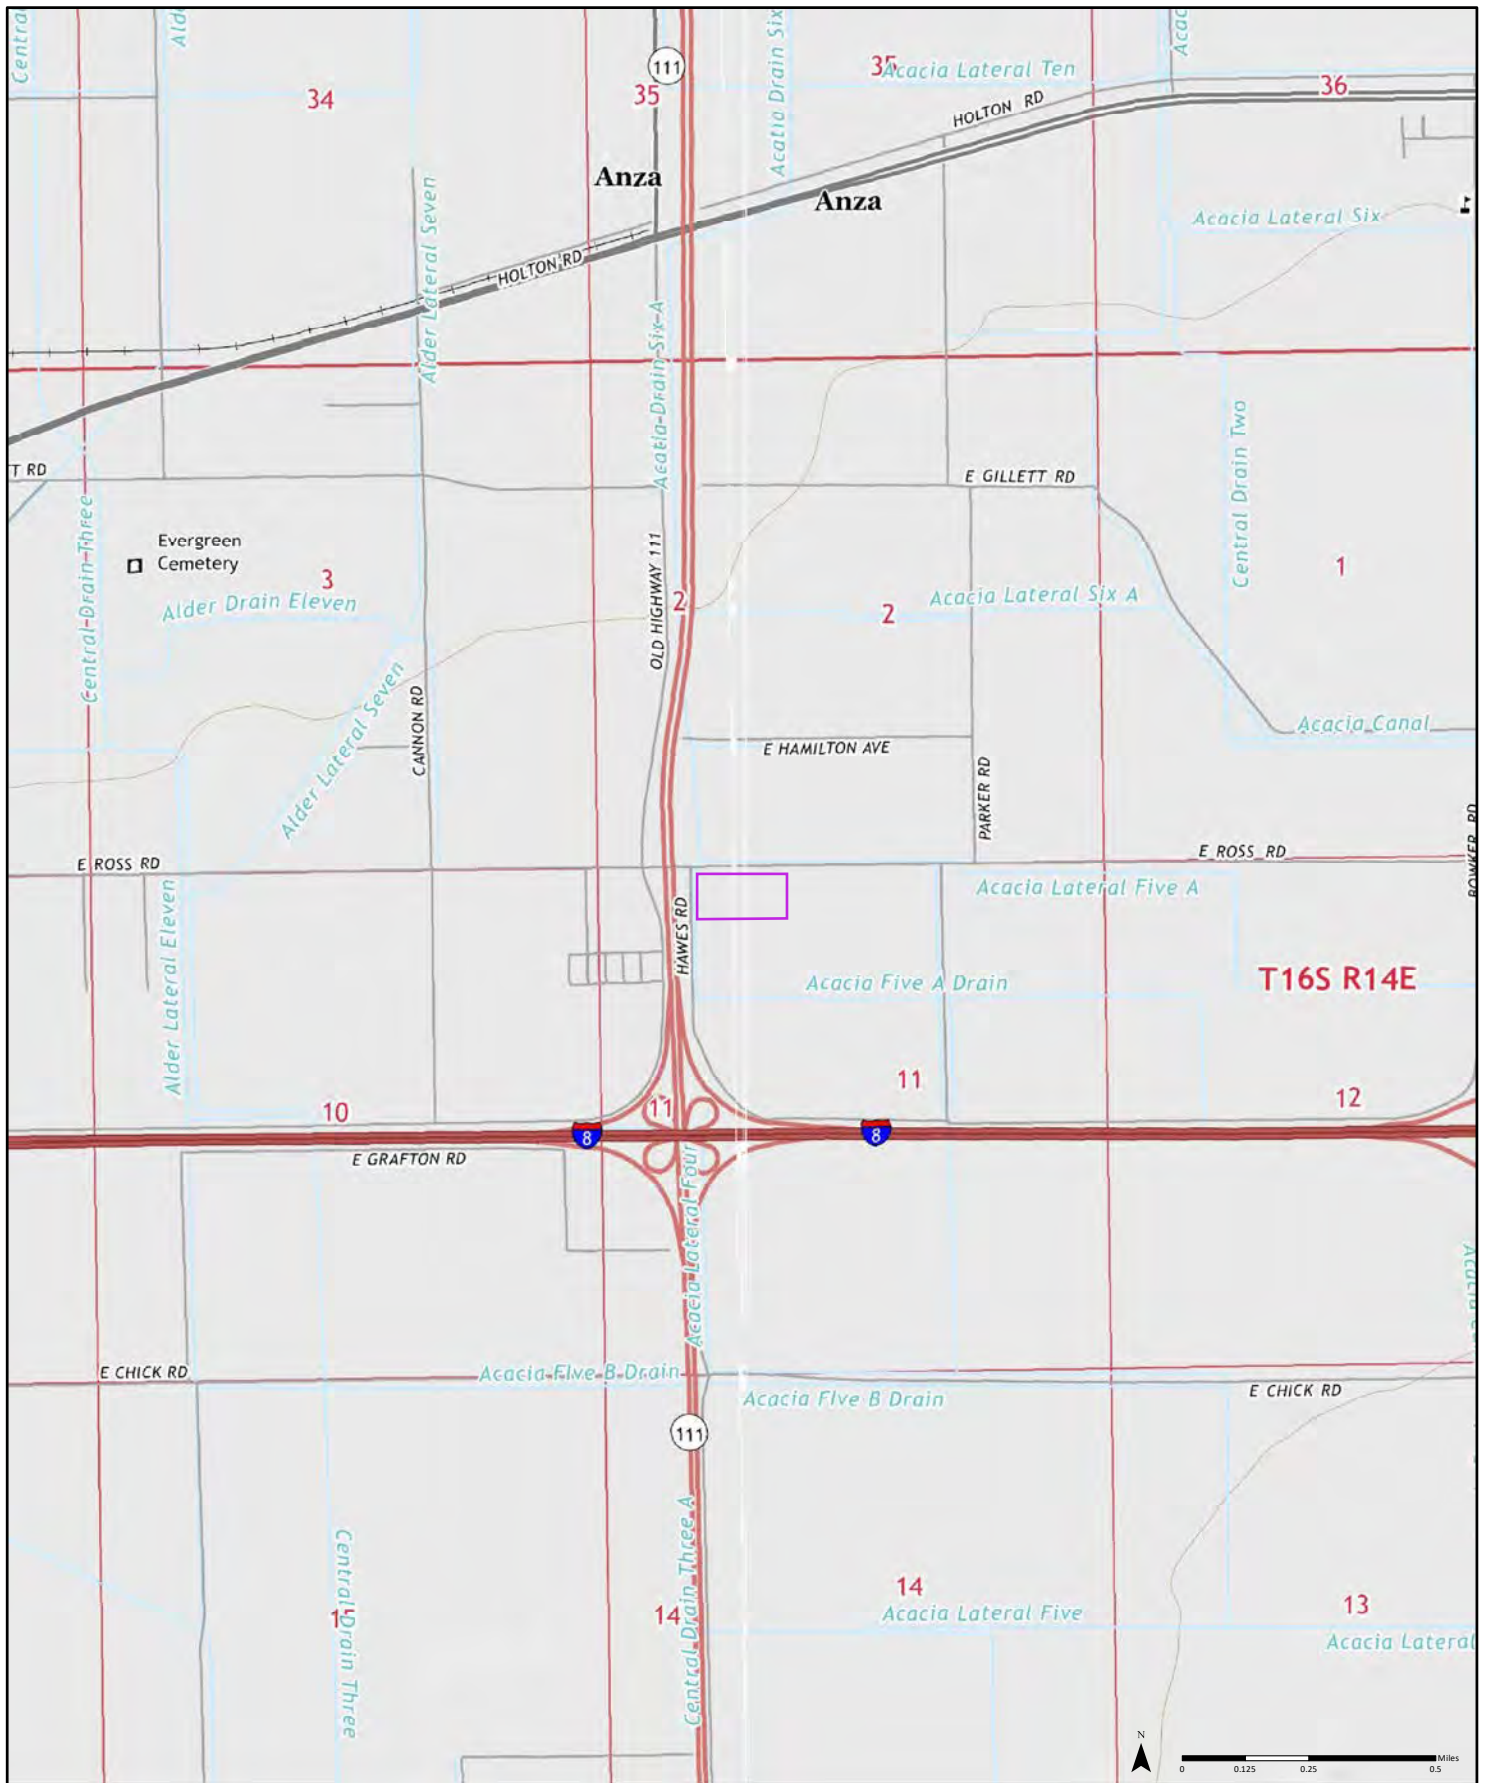 Central
Ald
Acatia Drain Six
Acac
111
35
Acacia Lateral Ten
34
35
36
HOLTON RD
Anza
Anza
Alder Lateral Seven
Acacia Lateral Six
HOLTON RD
Acatla Drain Six A
T RD
E GILLETT RD
Central Drain Two
Central Drain Three
Evergreen
Cemetery
OLD HIGHWAY 111
1
3
Alder Drain Eleven
2
2
Acacia Lateral Six A
Alder Lateral Seven
CANNON RD
Acacia Canal
E HAMILTON AVE
PARKER RD
BOWKER RD
E ROSS RD
E ROSS RD
Alder Lateral Eleven
HAWES RD
Acacia Lateral Five A
Acacia Five A Drain
T16S R14E
10
11
11
12
8
8
E GRAFTON RD
Acacia Lateral Four
E CHICK RD
Acacia FIve B Drain
E CHICK RD
Acacia FIve B Drain
111
Central Drain Three A
Central Drain Three
14
14
13
Acacia Lateral Five
Acacia Lateral
N
Miles
0 0.125 0.25 0.5